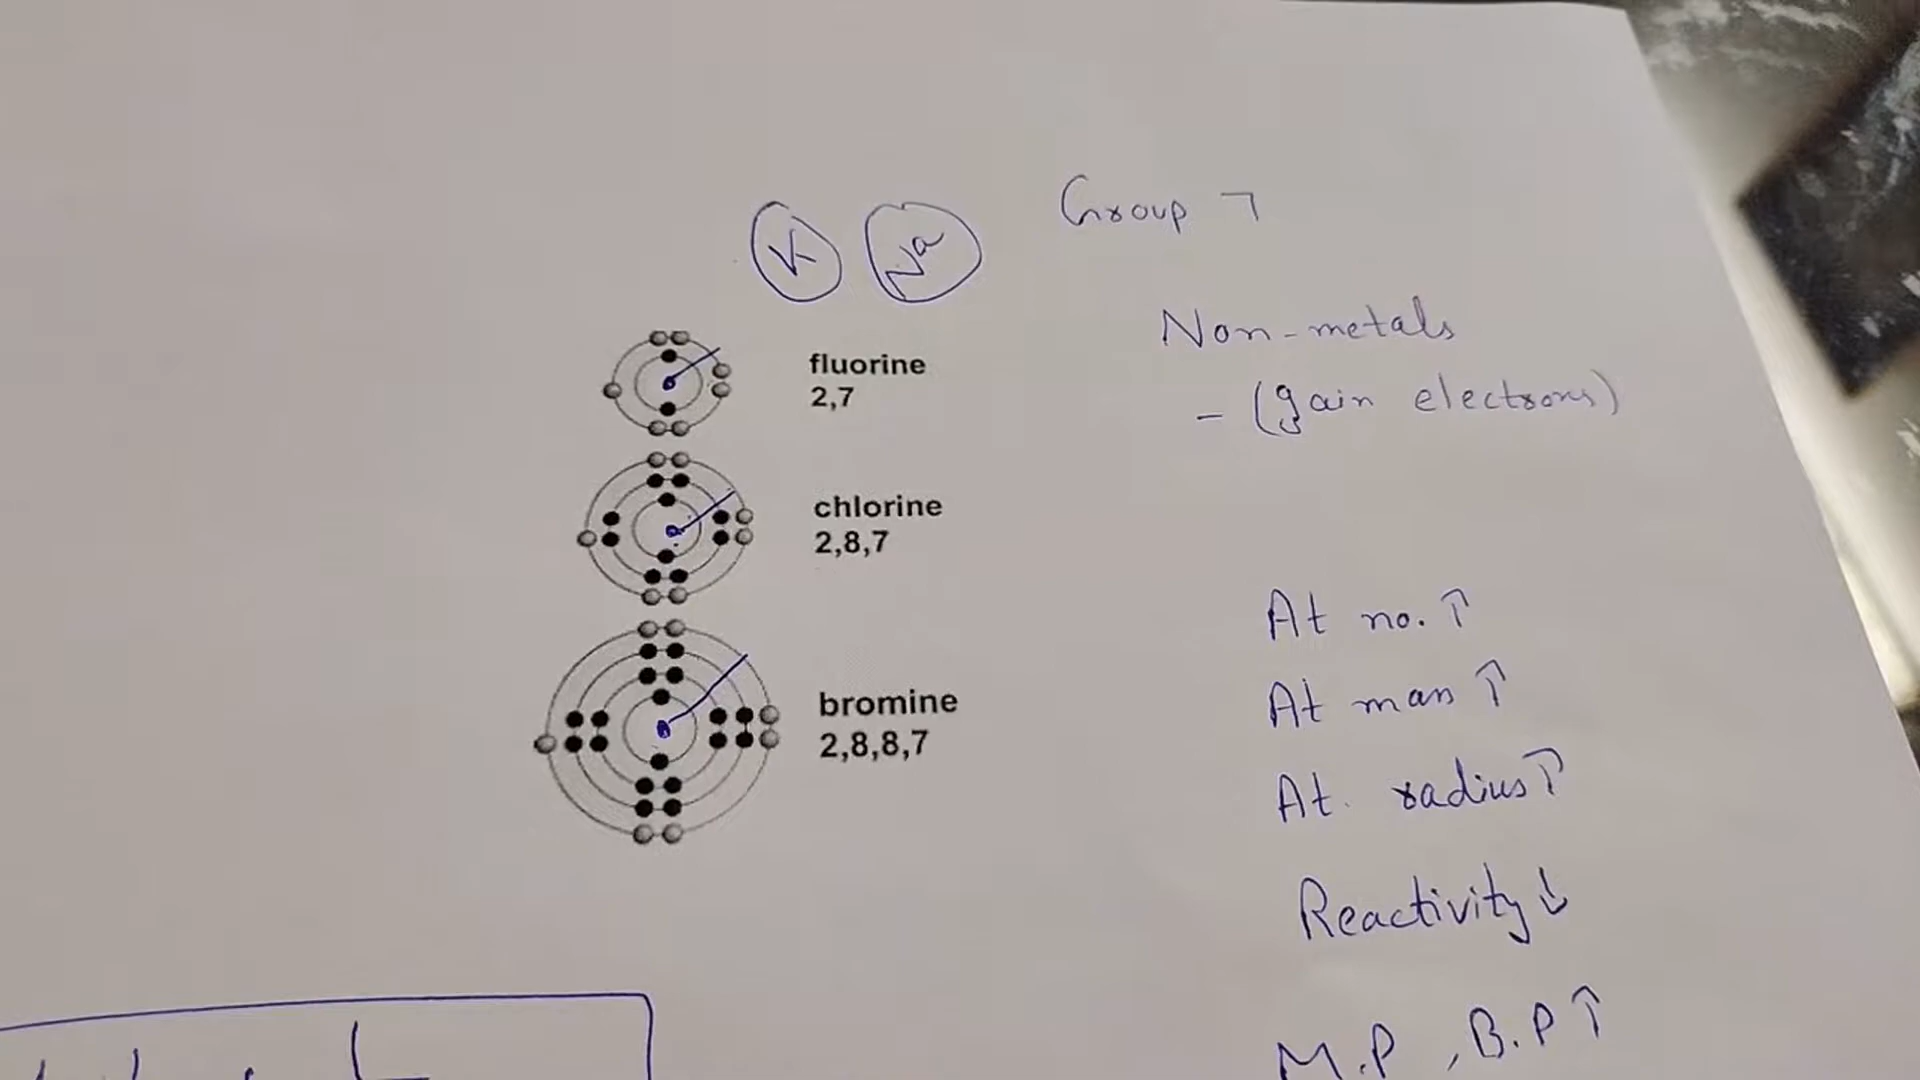 Group 7
K Na
Non-metals
- (gain electrons)
fluorine
2,7
chlorine
2,8,7
bromine
2,8,8,7
At no. ↑
At mass ↑
At. radius ↑
Reactivity ↓
M.P, B.P ↑